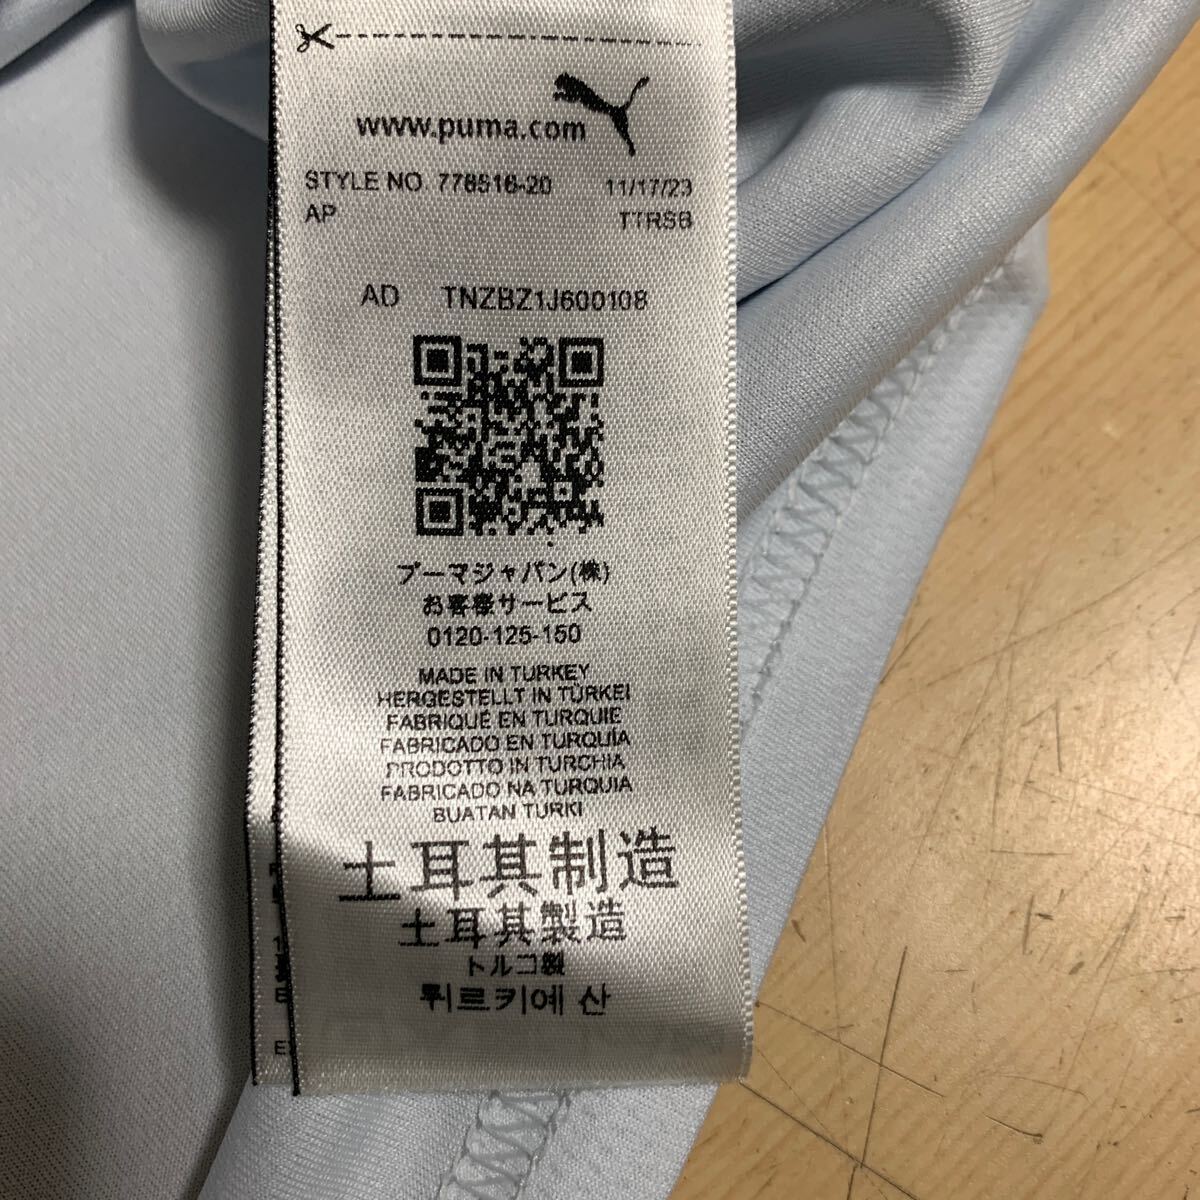 www.puma.com
STYLE NO 778516-20 11/17/23
AP TTRSB
AD TNZBZ1J600108
プーマジャパン(株)
お客様サービス
0120-125-150
MADE IN TURKEY
HERGESTELLT IN TÜRKEI
FABRIQUÉ EN TURQUIE
FABRICADO EN TURQUÍA
PRODOTTO IN TURCHIA
FABRICADO NA TURQUIA
BUATAN TURKI
土耳其制造
土耳其製造
トルコ製
튀르키예 산